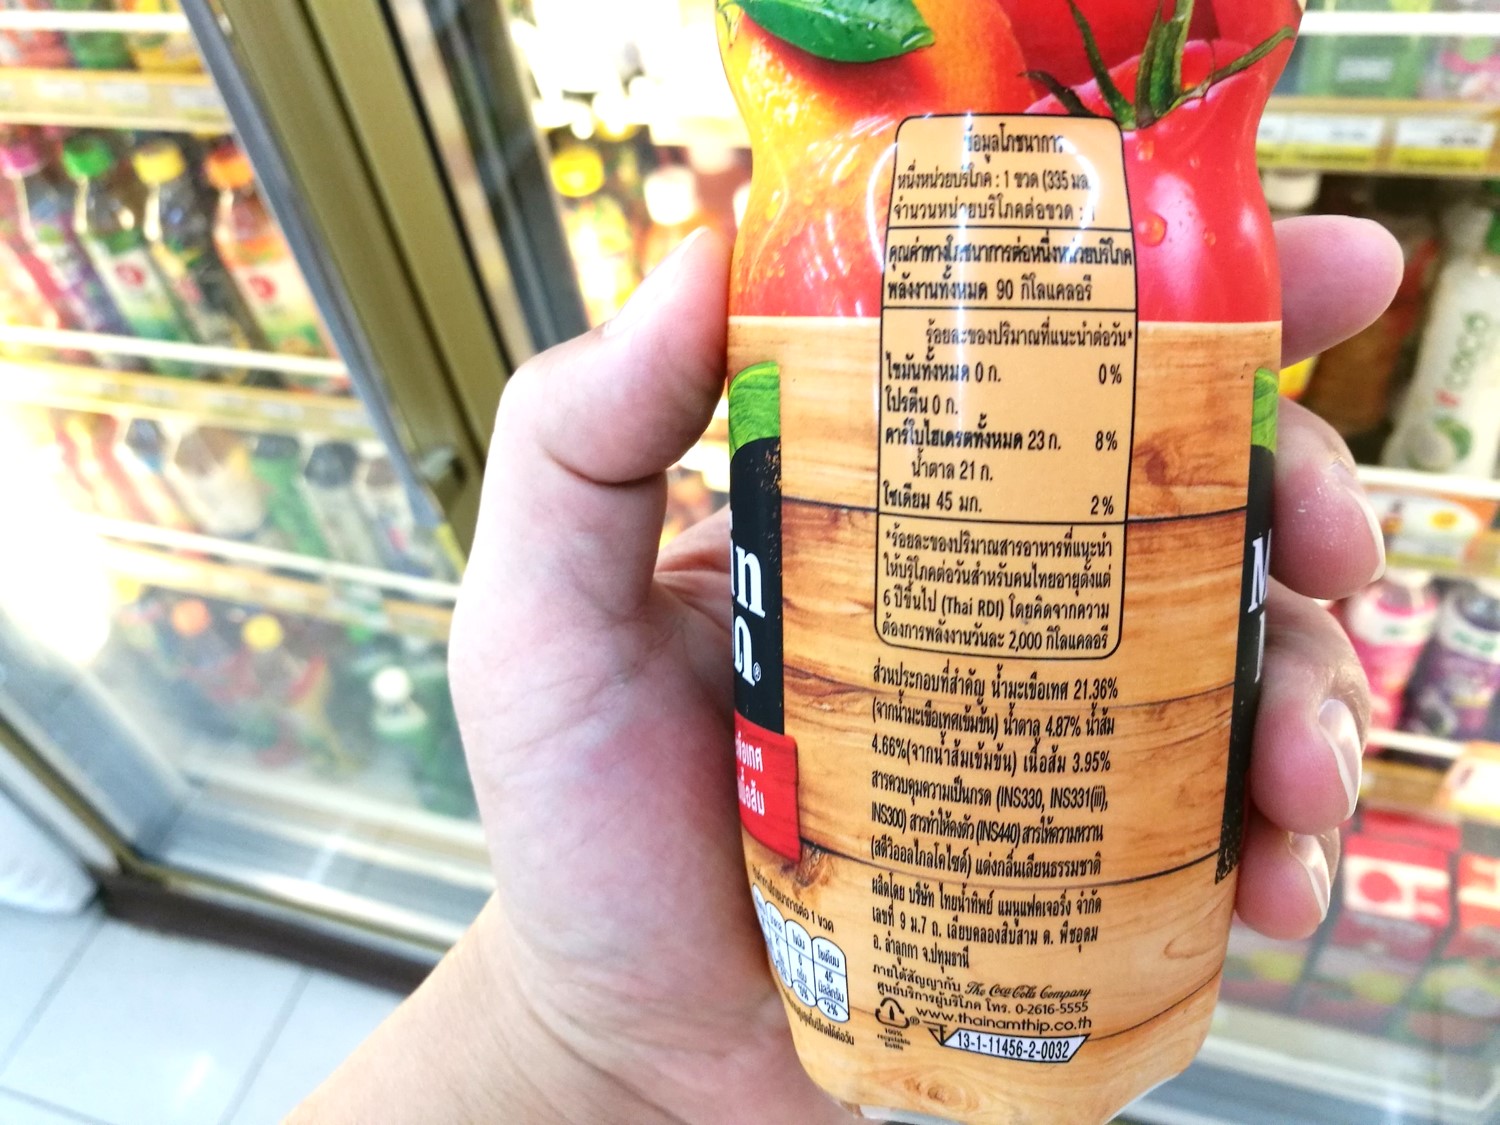 ข้อมูลโภชนาการ
หนึ่งหน่วยบริโภค : 1 ขวด (335 มล.
จำนวนหน่วยบริโภคต่อขวด : 1
คุณค่าทางโภชนาการต่อหนึ่งหน่วยบริโภค
พลังงานทั้งหมด 90 กิโลแคลอรี
ร้อยละของปริมาณที่แนะนำต่อวัน*
ไขมันทั้งหมด 0 ก. 0 %
โปรตีน 0 ก.
คาร์โบไฮเดรตทั้งหมด 23 ก. 8%
น้ำตาล 21 ก.
โซเดียม 45 มก. 2%
*ร้อยละของปริมาณสารอาหารที่แนะนำ
ให้บริโภคต่อวันสำหรับคนไทยอายุตั้งแต่
6 ปีขึ้นไป (Thai RDI) โดยคิดจากความ
ต้องการพลังงานวันละ 2,000 กิโลแคลอรี
ส่วนประกอบที่สำคัญ น้ำมะเขือเทศ 21.36%
(จากน้ำมะเขือเทศเข้มข้น) น้ำตาล 4.87% น้ำส้ม
4.66%(จากน้ำส้มเข้มข้น) เนื้อส้ม 3.95%
สารควบคุมความเป็นกรด (INS330, INS331(iii),
INS300) สารทำให้คงตัว (INS440) สารให้ความหวาน
(สตีวิออลไกลโคไซด์) แต่งกลิ่นเลียนธรรมชาติ
ผลิตโดย บริษัท ไทยน้ำทิพย์ แมนูแฟคเจอริ่ง จำกัด
เลขที่ 9 ม.7 ถ. เลียบคลองสิบสาม ต. พืชอุดม
อ. ลำลูกกา จ.ปทุมธานี
ภายใต้สัญญากับ The Coca-Cola Company
ศูนย์บริการผู้บริโภค โทร. 0-2616-5555
www.thainamthip.co.th
100%
recyclable
bottle
13-1-11456-2-0032
in
ต่อ 1 ขวด
โซเดียม
45
มิลลิกรัม
*2%
coco